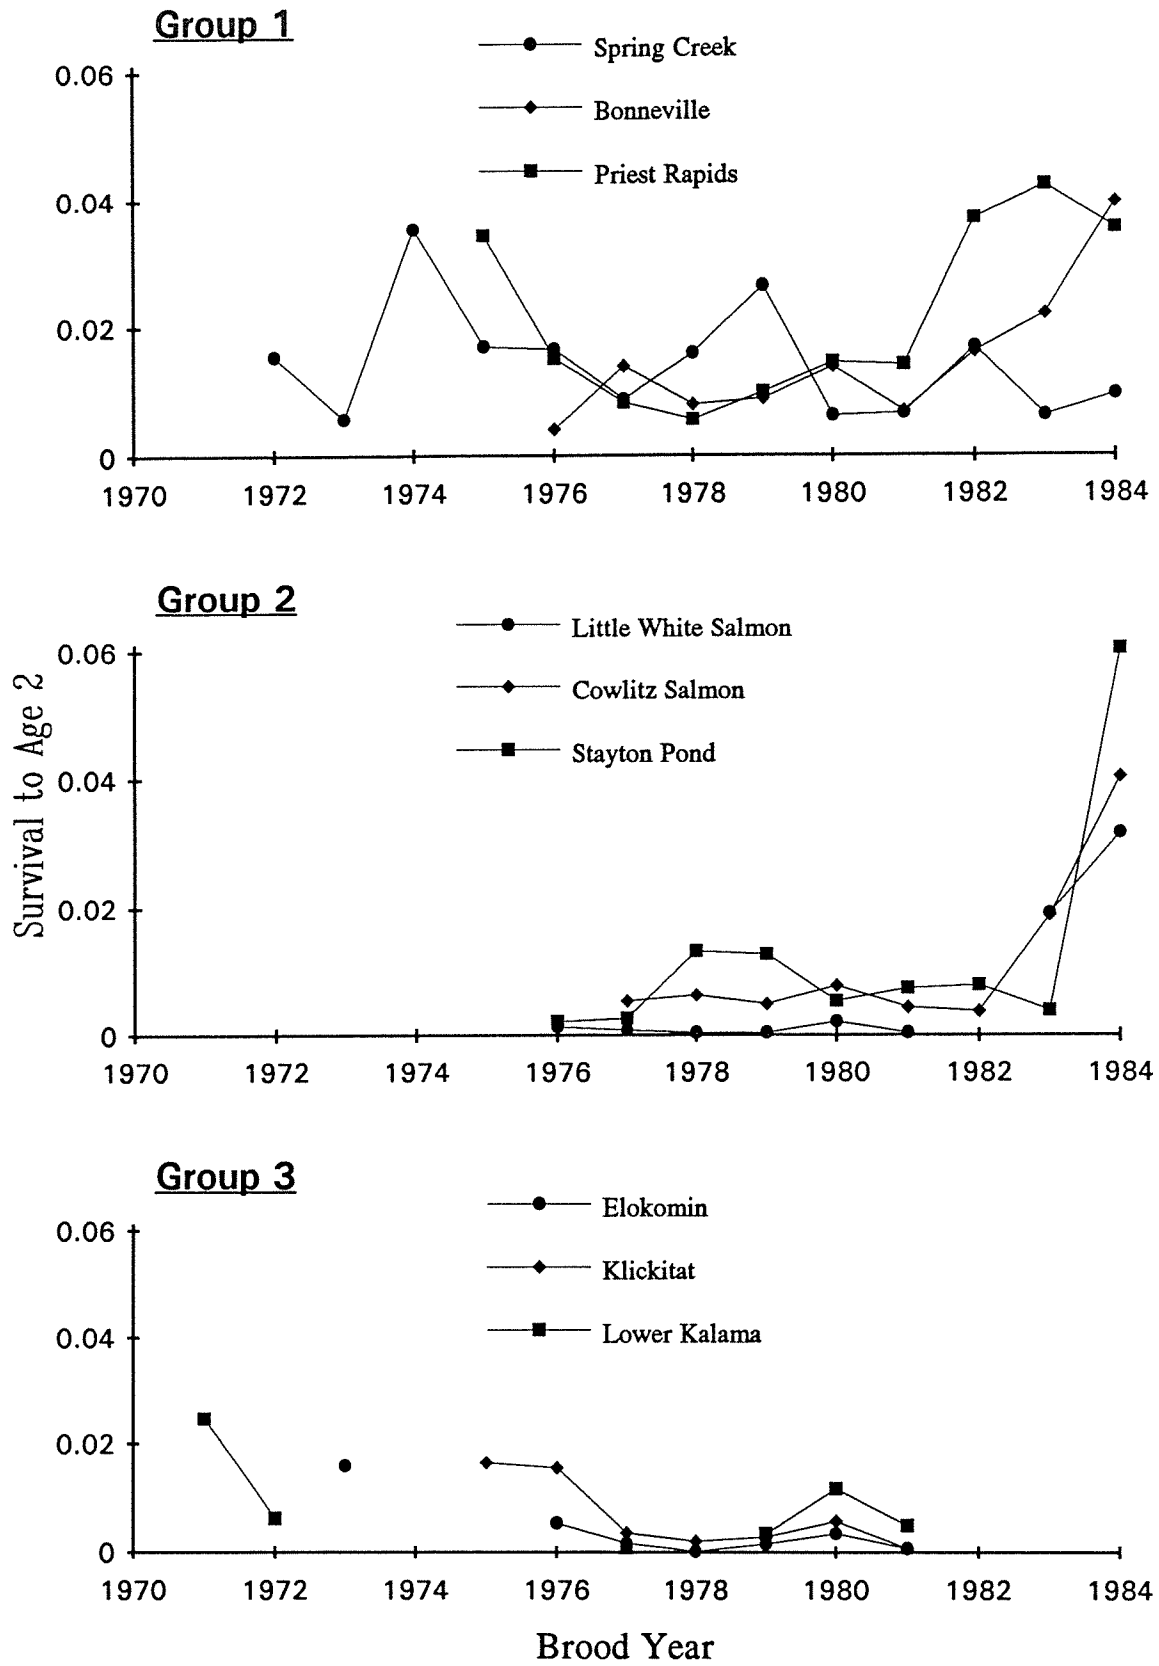 Group 1
Spring Creek
Bonneville
Priest Rapids
0.06
0.04
0.02
0
1970 1972 1974 1976 1978 1980 1982 1984
Group 2
Little White Salmon
Cowlitz Salmon
Stayton Pond
0.06
0.04
0.02
0
1970 1972 1974 1976 1978 1980 1982 1984
Survival to Age 2
Group 3
Elokomin
Klickitat
Lower Kalama
0.06
0.04
0.02
0
1970 1972 1974 1976 1978 1980 1982 1984
Brood Year